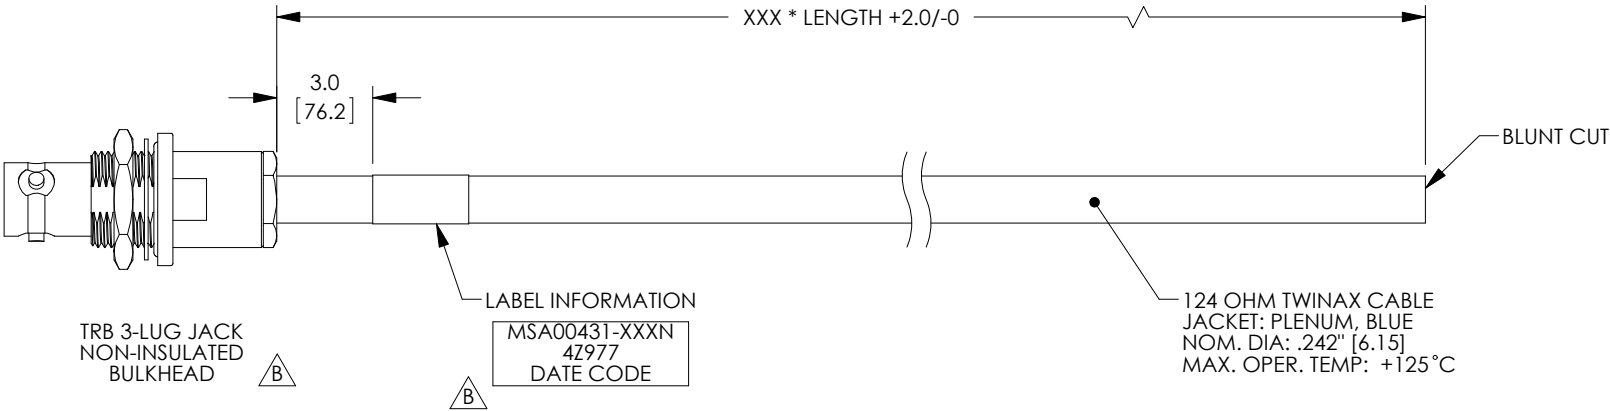 XXX * LENGTH +2.0/-0
3.0
[76.2]
BLUNT CUT
LABEL INFORMATION
MSA00431-XXXN
4Z977
DATE CODE
B
TRB 3-LUG JACK
NON-INSULATED
BULKHEAD
B
124 OHM TWINAX CABLE
JACKET: PLENUM, BLUE
NOM. DIA: .242" [6.15]
MAX. OPER. TEMP: +125°C